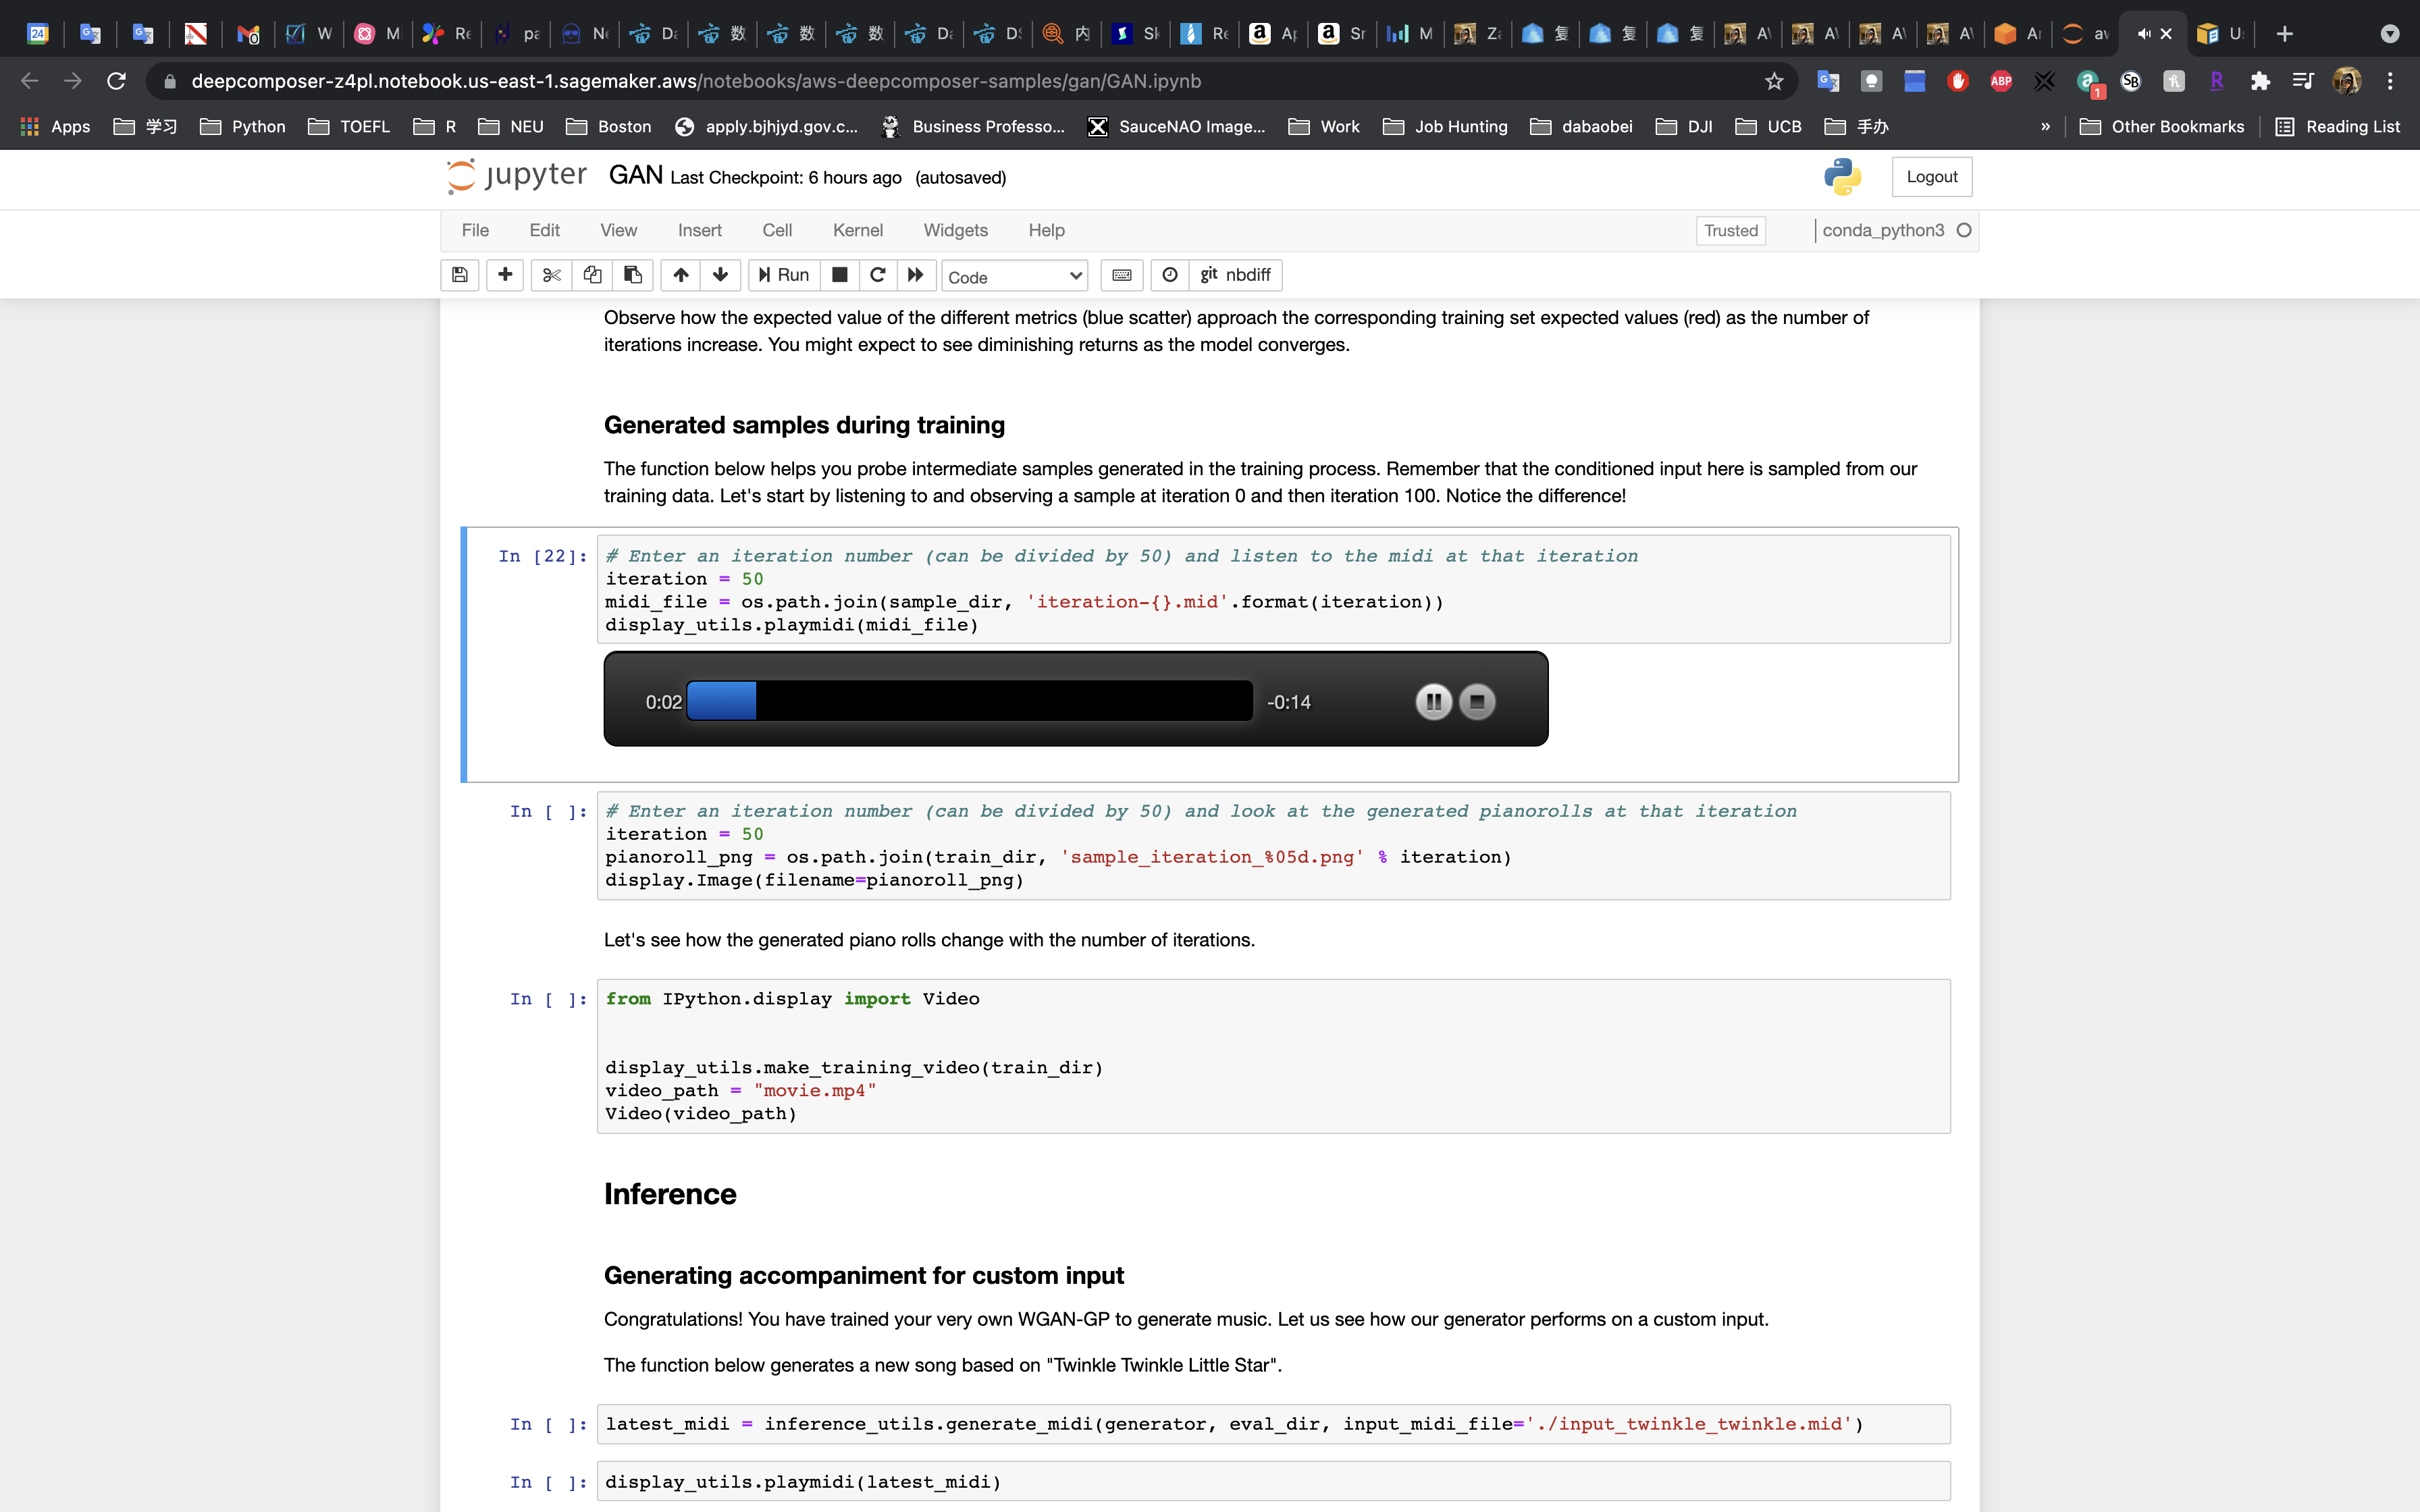 24 W Mi Re pa Ne Da 数 数 数 Da DS 内 Sk Re Ap Sr M Za 复 复 复 A A A A Ar aw U
deepcomposer-z4pl.notebook.us-east-1.sagemaker.aws/notebooks/aws-deepcomposer-samples/gan/GAN.ipynb
ABP 1 SB R
Apps 学习 Python TOEFL R NEU Boston apply.bjhjyd.gov.c... Business Professo... SauceNAO Image... Work Job Hunting dabaobei DJI UCB 手办 » Other Bookmarks Reading List
jupyter GAN Last Checkpoint: 6 hours ago (autosaved) Logout
File Edit View Insert Cell Kernel Widgets Help Trusted conda_python3
Run Code git nbdiff
Observe how the expected value of the different metrics (blue scatter) approach the corresponding training set expected values (red) as the number of
iterations increase. You might expect to see diminishing returns as the model converges.
Generated samples during training
The function below helps you probe intermediate samples generated in the training process. Remember that the conditioned input here is sampled from our
training data. Let's start by listening to and observing a sample at iteration 0 and then iteration 100. Notice the difference!
In [22]: # Enter an iteration number (can be divided by 50) and listen to the midi at that iteration
iteration = 50
midi_file = os.path.join(sample_dir, 'iteration-{}.mid'.format(iteration))
display_utils.playmidi(midi_file)
0:02 -0:14
In [ ]: # Enter an iteration number (can be divided by 50) and look at the generated pianorolls at that iteration
iteration = 50
pianoroll_png = os.path.join(train_dir, 'sample_iteration_%05d.png' % iteration)
display.Image(filename=pianoroll_png)
Let's see how the generated piano rolls change with the number of iterations.
In [ ]: from IPython.display import Video
display_utils.make_training_video(train_dir)
video_path = "movie.mp4"
Video(video_path)
Inference
Generating accompaniment for custom input
Congratulations! You have trained your very own WGAN-GP to generate music. Let us see how our generator performs on a custom input.
The function below generates a new song based on "Twinkle Twinkle Little Star".
In [ ]: latest_midi = inference_utils.generate_midi(generator, eval_dir, input_midi_file='./input_twinkle_twinkle.mid')
In [ ]: display_utils.playmidi(latest_midi)